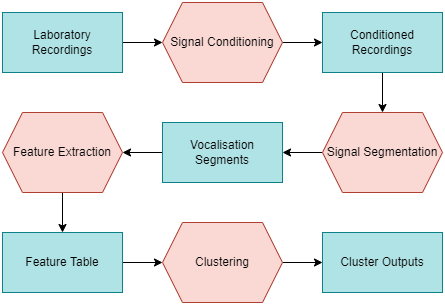 Laboratory
Recordings
Signal Conditioning
Conditioned
Recordings
Signal Segmentation
Vocalisation
Segments
Feature Extraction
Feature Table
Clustering
Cluster Outputs